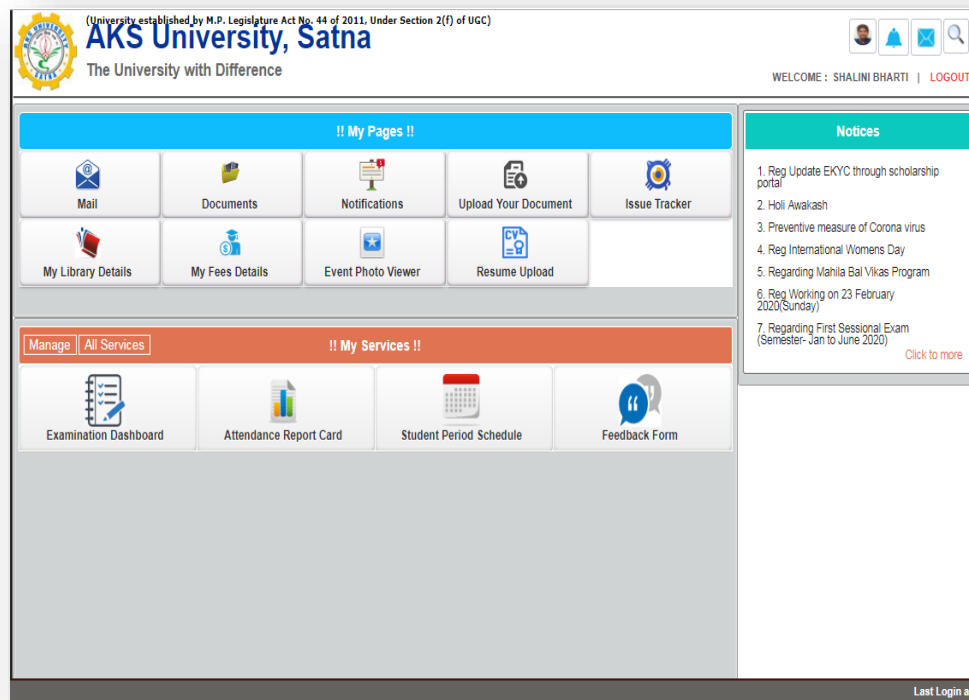 (University established by M.P. Legislature Act No. 44 of 2011, Under Section 2(f) of UGC)
AKS University, Satna
The University with Difference
WELCOME : SHALINI BHARTI | LOGOUT
!! My Pages !!
Mail
Documents
Notifications
Upload Your Document
Issue Tracker
My Library Details
My Fees Details
Event Photo Viewer
Resume Upload
Manage
All Services
!! My Services !!
Examination Dashboard
Attendance Report Card
Student Period Schedule
Feedback Form
Notices
1. Reg Update EKYC through scholarship
portal
2. Holi Awakash
3. Preventive measure of Corona virus
4. Reg International Womens Day
5. Regarding Mahila Bal Vikas Program
6. Reg Working on 23 February
2020(Sunday)
7. Regarding First Sessional Exam
(Semester- Jan to June 2020)
Click to more
Last Login a